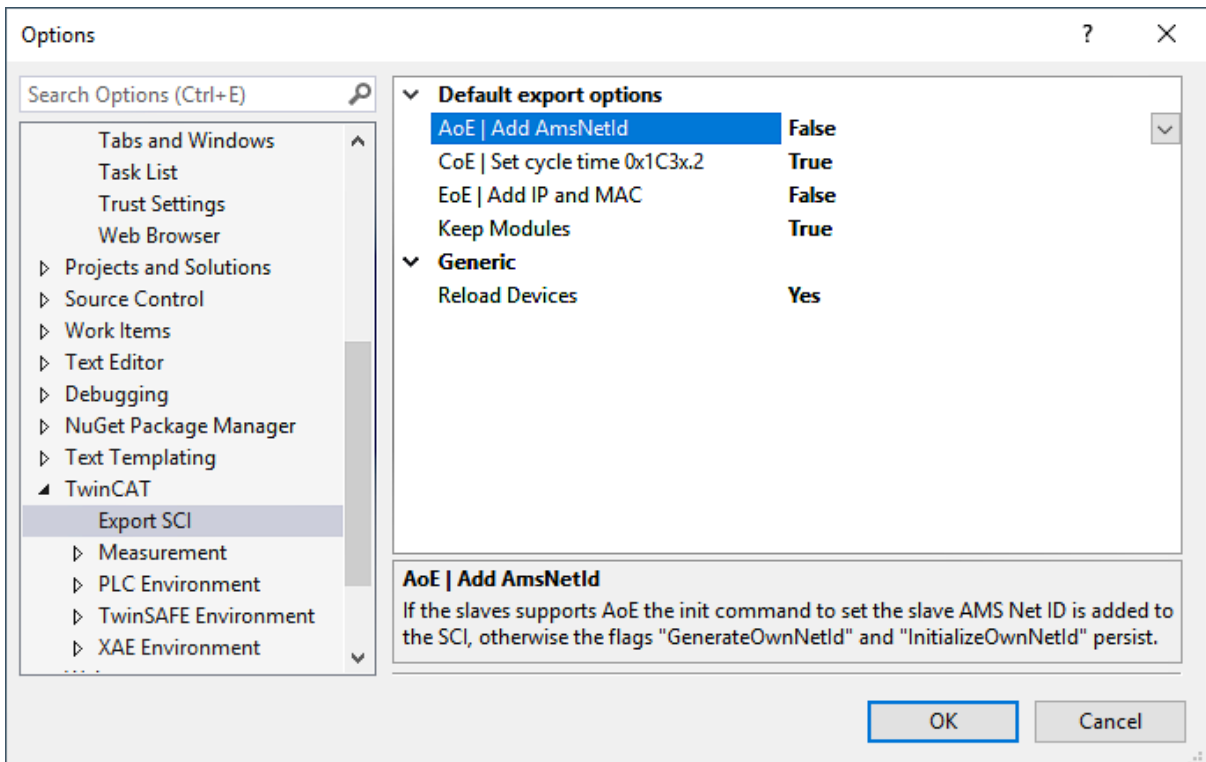 Options
?
Search Options (Ctrl+E)
Tabs and Windows
Task List
Trust Settings
Web Browser
Projects and Solutions
Source Control
Work Items
Text Editor
Debugging
NuGet Package Manager
Text Templating
TwinCAT
Export SCI
Measurement
PLC Environment
TwinSAFE Environment
XAE Environment
Default export options
AoE | Add AmsNetId False
CoE | Set cycle time 0x1C3x.2 True
EoE | Add IP and MAC False
Keep Modules True
Generic
Reload Devices Yes
AoE | Add AmsNetId
If the slaves supports AoE the init command to set the slave AMS Net ID is added to
the SCI, otherwise the flags "GenerateOwnNetId" and "InitializeOwnNetId" persist.
OK
Cancel